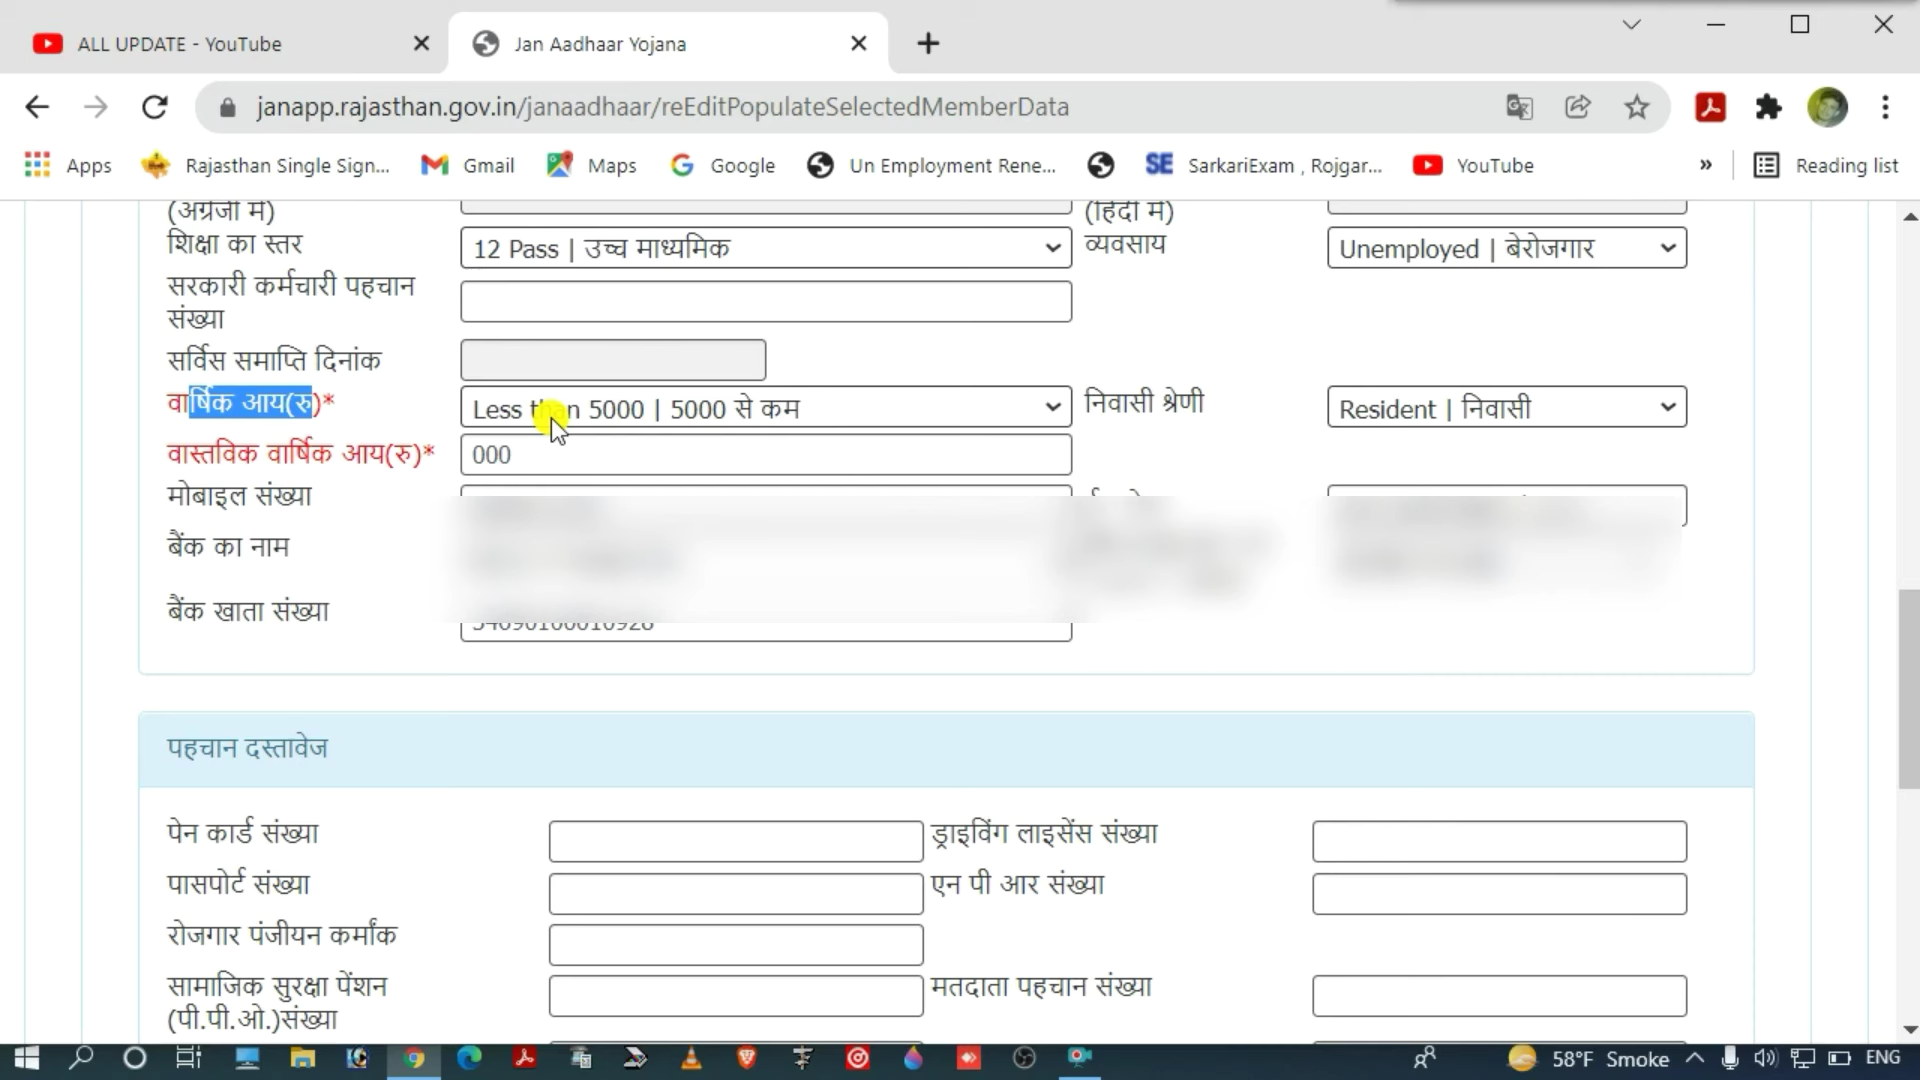 ALL UPDATE - YouTube
Jan Aadhaar Yojana
janapp.rajasthan.gov.in/janaadhaar/reEditPopulateSelectedMemberData
Apps Rajasthan Single Sign... Gmail Maps Google Un Employment Rene... SE SarkariExam , Rojgar... YouTube » Reading list
(अंग्रेजी में) (हिंदी में)
शिक्षा का स्तर 12 Pass | उच्च माध्यमिक व्यवसाय Unemployed | बेरोजगार
सरकारी कर्मचारी पहचान
संख्या
सर्विस समाप्ति दिनांक
वार्षिक आय(रु)* Less than 5000 | 5000 से कम निवासी श्रेणी Resident | निवासी
वास्तविक वार्षिक आय(रु)* 000
मोबाइल संख्या
बैंक का नाम
बैंक खाता संख्या
पहचान दस्तावेज
पेन कार्ड संख्या ड्राइविंग लाइसेंस संख्या
पासपोर्ट संख्या एन पी आर संख्या
रोजगार पंजीयन कर्मांक
सामाजिक सुरक्षा पेंशन मतदाता पहचान संख्या
(पी.पी.ओ.)संख्या
58°F Smoke ENG